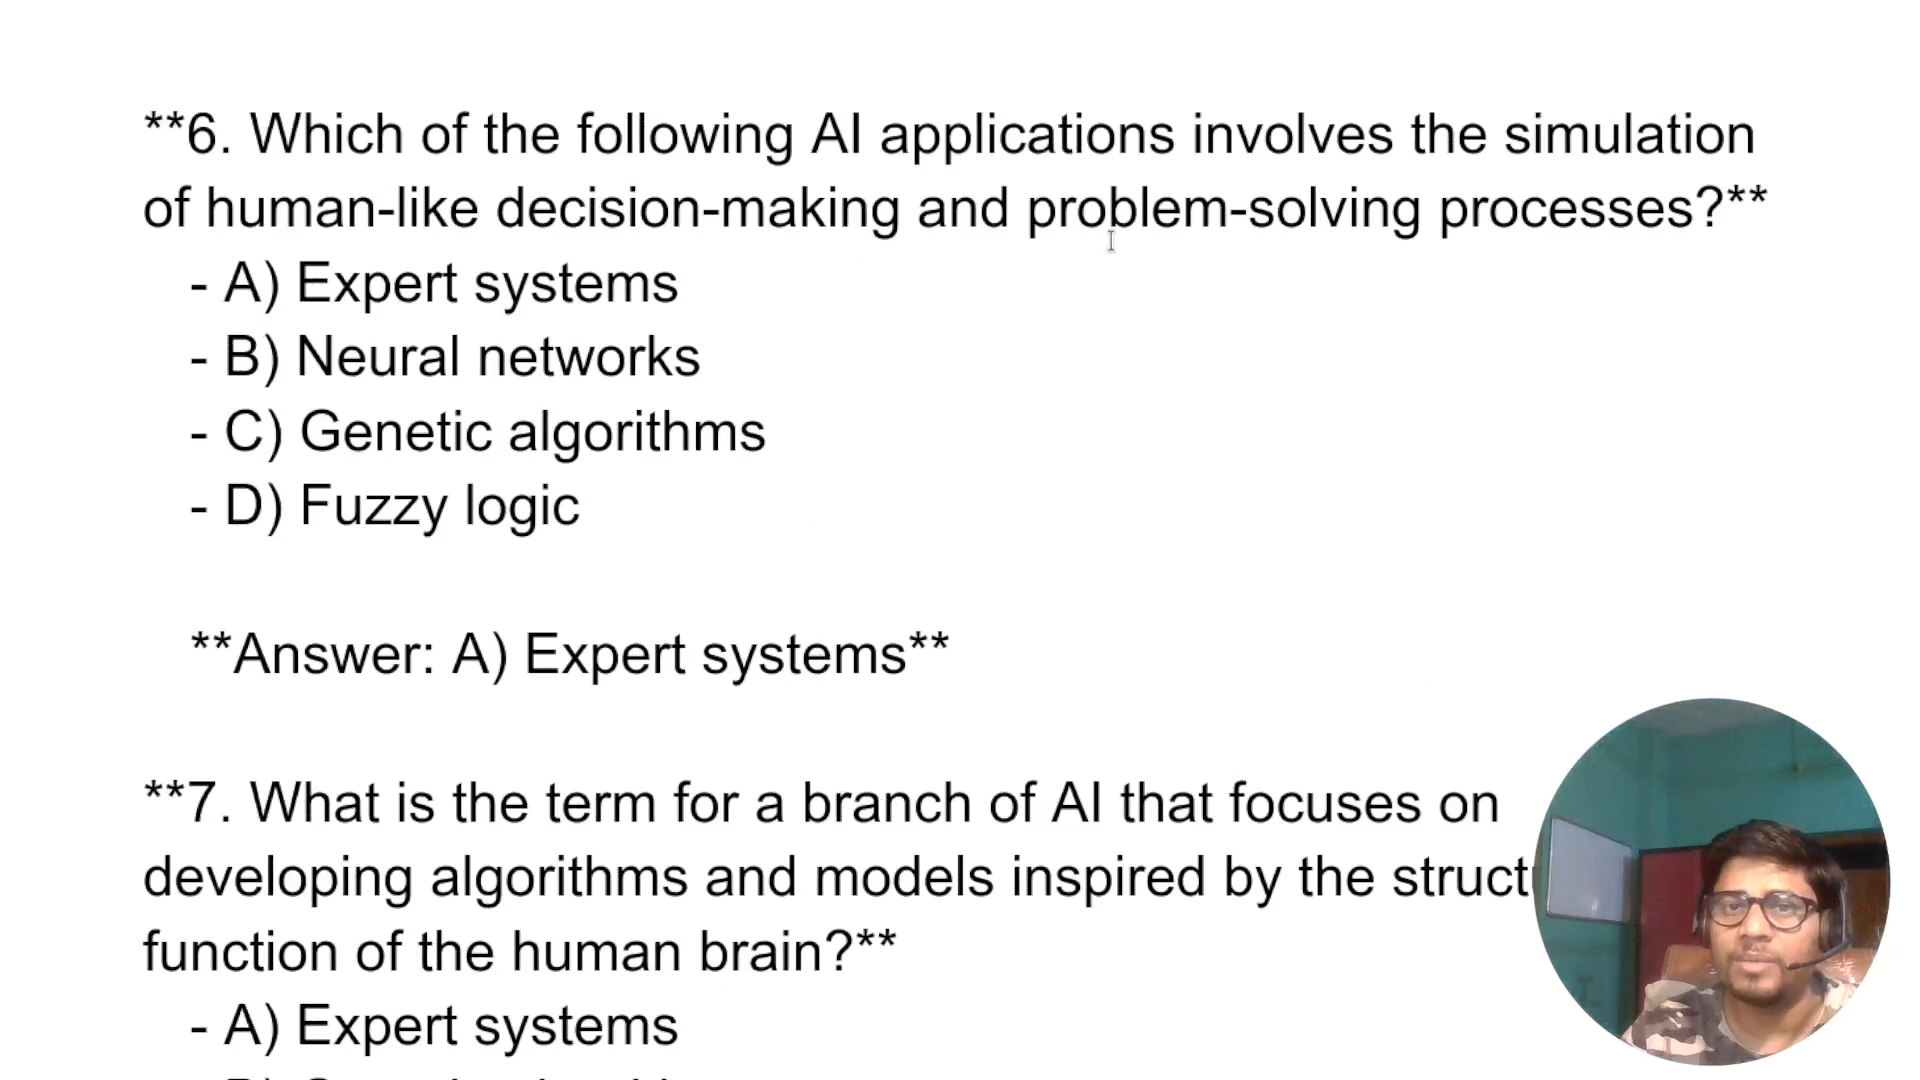 **6. Which of the following AI applications involves the simulation
of human-like decision-making and problem-solving processes?**
- A) Expert systems
- B) Neural networks
- C) Genetic algorithms
- D) Fuzzy logic
**Answer: A) Expert systems**
**7. What is the term for a branch of AI that focuses on
developing algorithms and models inspired by the
function of the human brain?**
- A) Expert systems